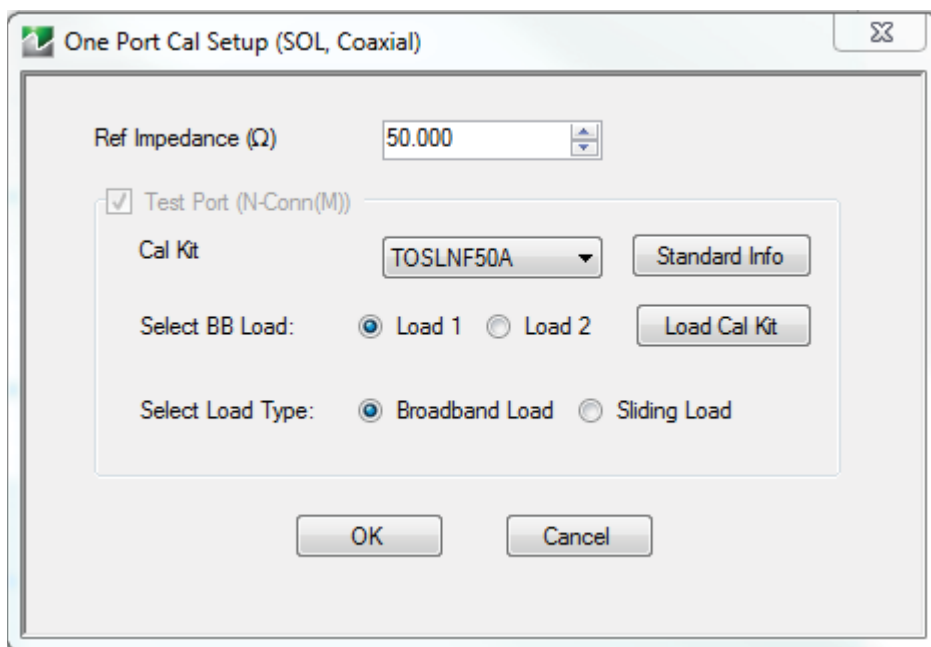 One Port Cal Setup (SOL, Coaxial)
Ref Impedance (Ω) 50.000
Test Port (N-Conn(M))
Cal Kit TOSLNF50A Standard Info
Select BB Load: Load 1 Load 2 Load Cal Kit
Select Load Type: Broadband Load Sliding Load
OK Cancel